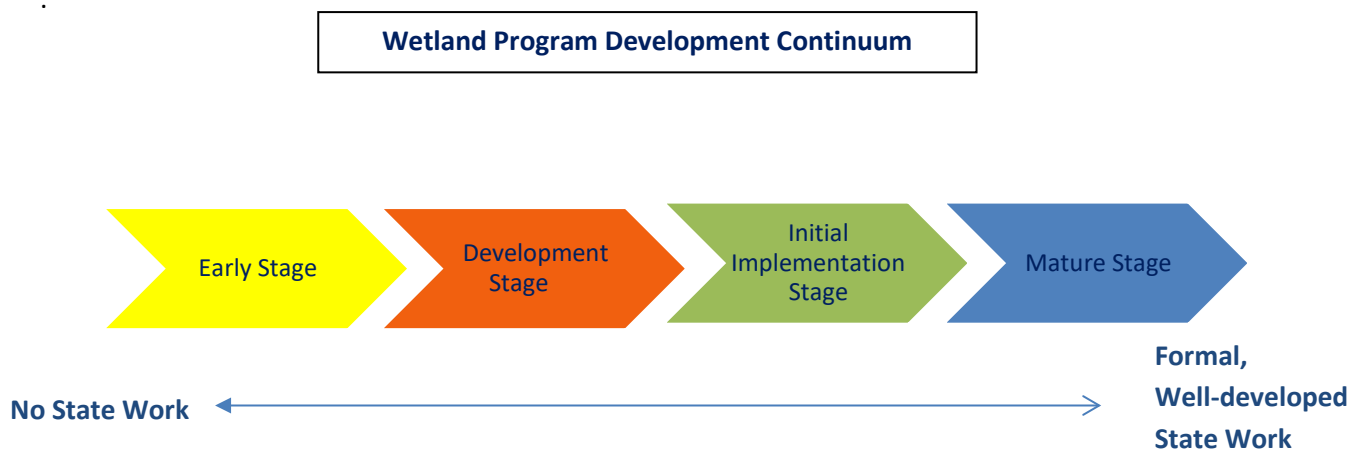 .
Wetland Program Development Continuum
Early Stage
Development
Stage
Initial
Implementation
Stage
Mature Stage
No State Work
Formal,
Well-developed
State Work